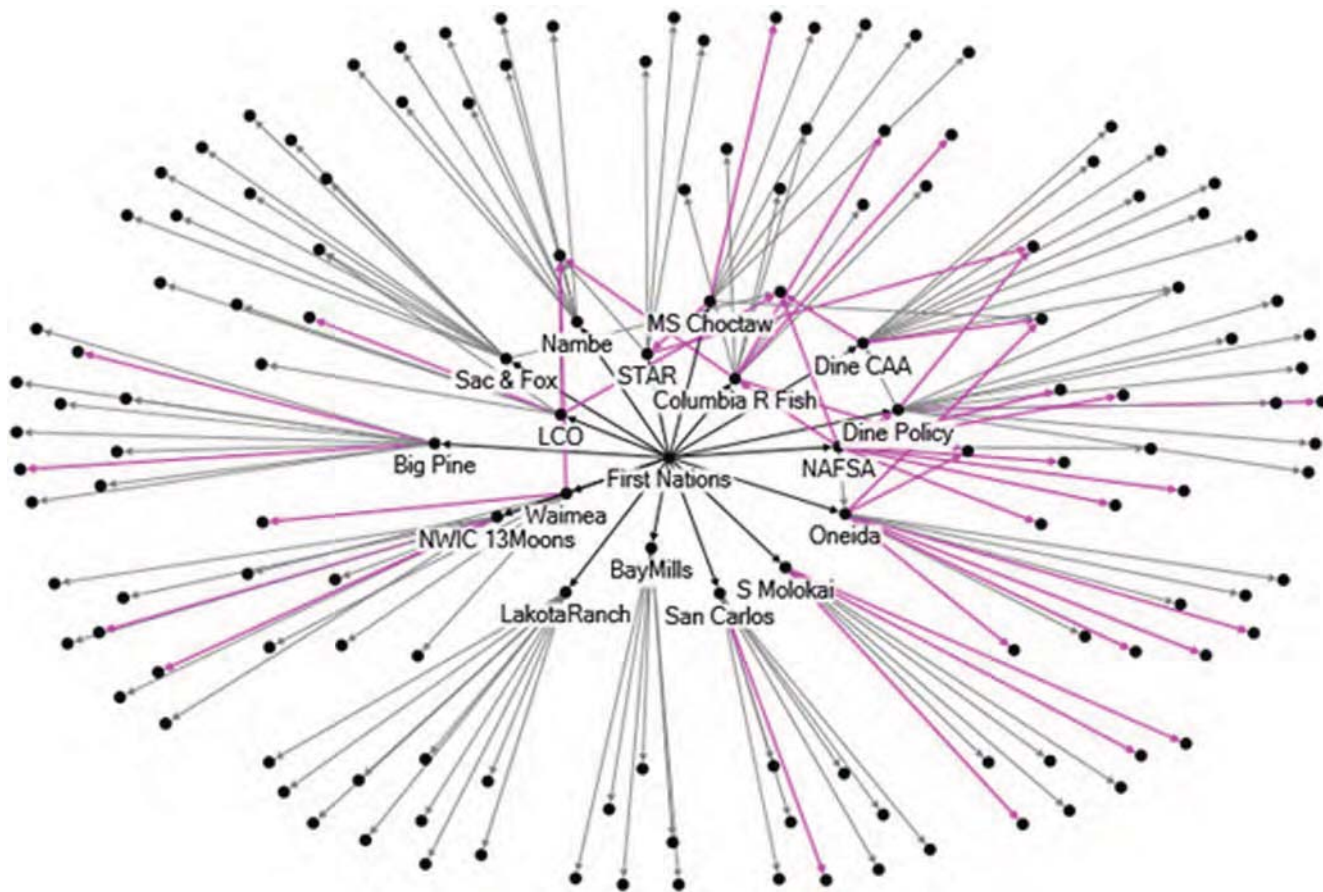 MS Choctaw
Nambe
Dine CAA
STAR
Sac & Fox
Columbia R Fish
LCO
Dine Policy
Big Pine
NAFSA
First Nations
Waimea
Oneida
NWIC 13Moons
BayMills
S Molokai
LakotaRanch
San Carlos